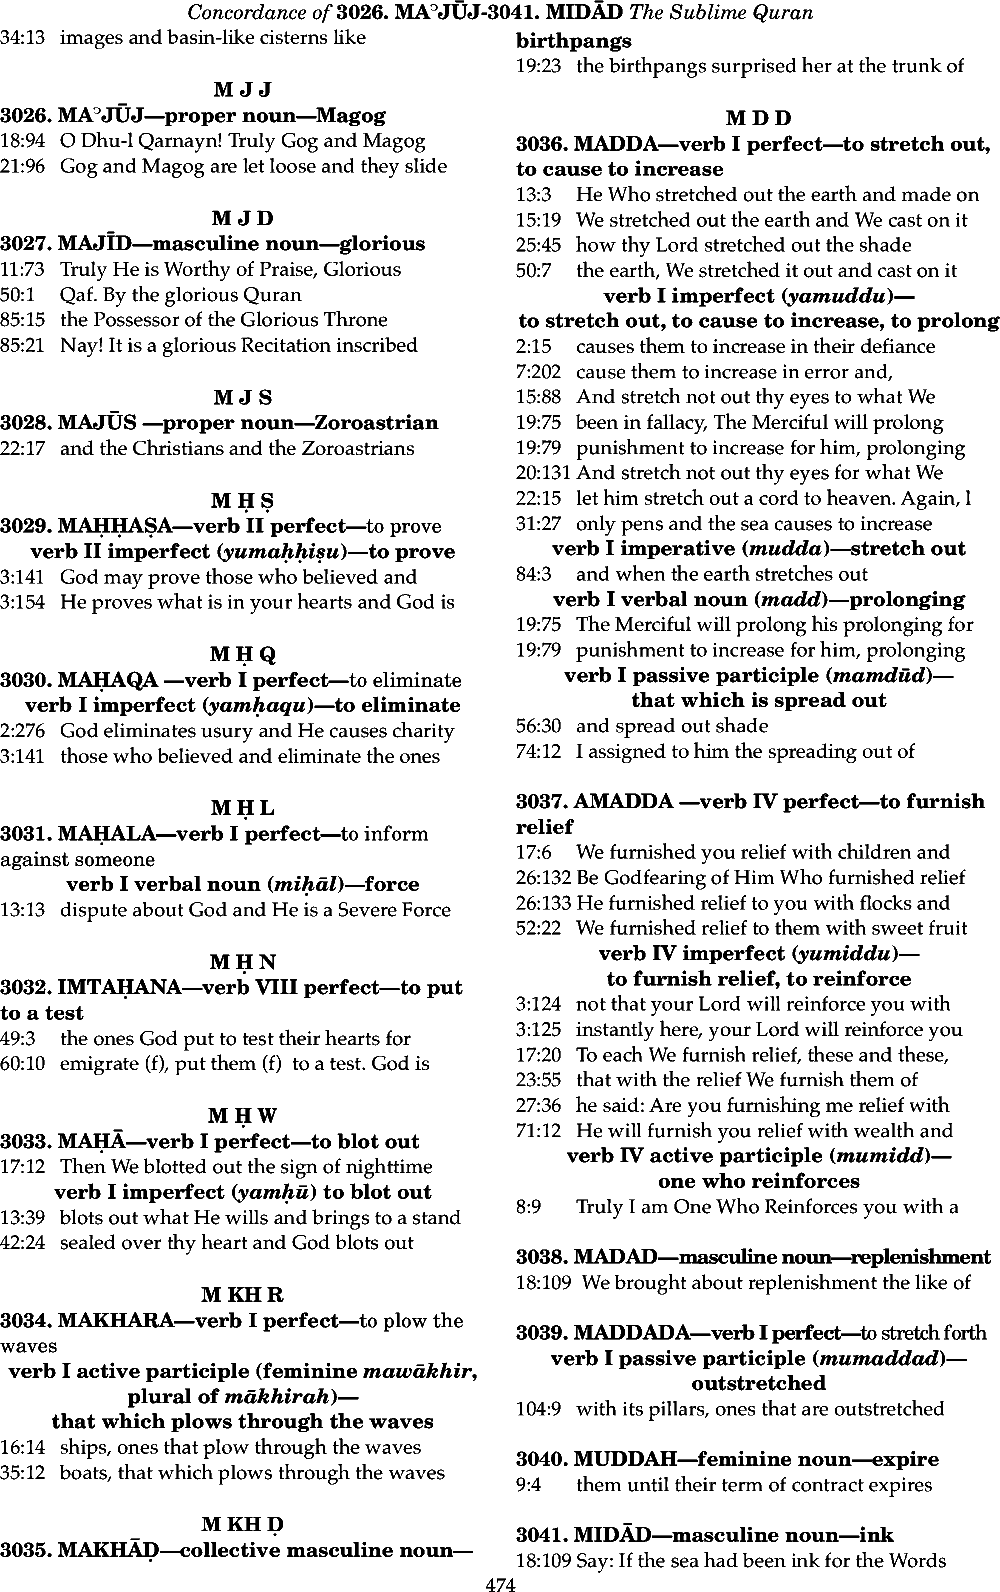 Concordance of 3026. MAᵓJŪJ-3041. MIDĀD The Sublime Quran
34:13 images and basin-like cisterns like
M J J
3026. MAᵓJŪJ—proper noun—Magog
18:94 O Dhu-l Qarnayn! Truly Gog and Magog
21:96 Gog and Magog are let loose and they slide
M J D
3027. MAJĪD—masculine noun—glorious
11:73 Truly He is Worthy of Praise, Glorious
50:1 Qaf. By the glorious Quran
85:15 the Possessor of the Glorious Throne
85:21 Nay! It is a glorious Recitation inscribed
M J S
3028. MAJŪS —proper noun—Zoroastrian
22:17 and the Christians and the Zoroastrians
M Ḥ Ṣ
3029. MAḤḤAṢA—verb II perfect—to prove
verb II imperfect (yumaḥḥiṣu)—to prove
3:141 God may prove those who believed and
3:154 He proves what is in your hearts and God is
M Ḥ Q
3030. MAḤAQA —verb I perfect—to eliminate
verb I imperfect (yamḥaqu)—to eliminate
2:276 God eliminates usury and He causes charity
3:141 those who believed and eliminate the ones
M Ḥ L
3031. MAḤALA—verb I perfect—to inform
against someone
verb I verbal noun (miḥāl)—force
13:13 dispute about God and He is a Severe Force
M Ḥ N
3032. IMTAḤANA—verb VIII perfect—to put
to a test
49:3 the ones God put to test their hearts for
60:10 emigrate (f), put them (f) to a test. God is
M Ḥ W
3033. MAḤĀ—verb I perfect—to blot out
17:12 Then We blotted out the sign of nighttime
verb I imperfect (yamḥū) to blot out
13:39 blots out what He wills and brings to a stand
42:24 sealed over thy heart and God blots out
M KH R
3034. MAKHARA—verb I perfect—to plow the
waves
verb I active participle (feminine mawākhir,
plural of mākhirah)—
that which plows through the waves
16:14 ships, ones that plow through the waves
35:12 boats, that which plows through the waves
M KH Ḍ
3035. MAKHĀḌ—collective masculine noun—
birthpangs
19:23 the birthpangs surprised her at the trunk of
M D D
3036. MADDA—verb I perfect—to stretch out,
to cause to increase
13:3 He Who stretched out the earth and made on
15:19 We stretched out the earth and We cast on it
25:45 how thy Lord stretched out the shade
50:7 the earth, We stretched it out and cast on it
verb I imperfect (yamuddu)—
to stretch out, to cause to increase, to prolong
2:15 causes them to increase in their defiance
7:202 cause them to increase in error and,
15:88 And stretch not out thy eyes to what We
19:75 been in fallacy, The Merciful will prolong
19:79 punishment to increase for him, prolonging
20:131 And stretch not out thy eyes for what We
22:15 let him stretch out a cord to heaven. Again, l
31:27 only pens and the sea causes to increase
verb I imperative (mudda)—stretch out
84:3 and when the earth stretches out
verb I verbal noun (madd)—prolonging
19:75 The Merciful will prolong his prolonging for
19:79 punishment to increase for him, prolonging
verb I passive participle (mamdūd)—
that which is spread out
56:30 and spread out shade
74:12 I assigned to him the spreading out of
3037. AMADDA —verb IV perfect—to furnish
relief
17:6 We furnished you relief with children and
26:132 Be Godfearing of Him Who furnished relief
26:133 He furnished relief to you with flocks and
52:22 We furnished relief to them with sweet fruit
verb IV imperfect (yumiddu)—
to furnish relief, to reinforce
3:124 not that your Lord will reinforce you with
3:125 instantly here, your Lord will reinforce you
17:20 To each We furnish relief, these and these,
23:55 that with the relief We furnish them of
27:36 he said: Are you furnishing me relief with
71:12 He will furnish you relief with wealth and
verb IV active participle (mumidd)—
one who reinforces
8:9 Truly I am One Who Reinforces you with a
3038. MADAD—masculine noun—replenishment
18:109 We brought about replenishment the like of
3039. MADDADA—verb I perfect—to stretch forth
verb I passive participle (mumaddad)—
outstretched
104:9 with its pillars, ones that are outstretched
3040. MUDDAH—feminine noun—expire
9:4 them until their term of contract expires
3041. MIDĀD—masculine noun—ink
18:109 Say: If the sea had been ink for the Words
474